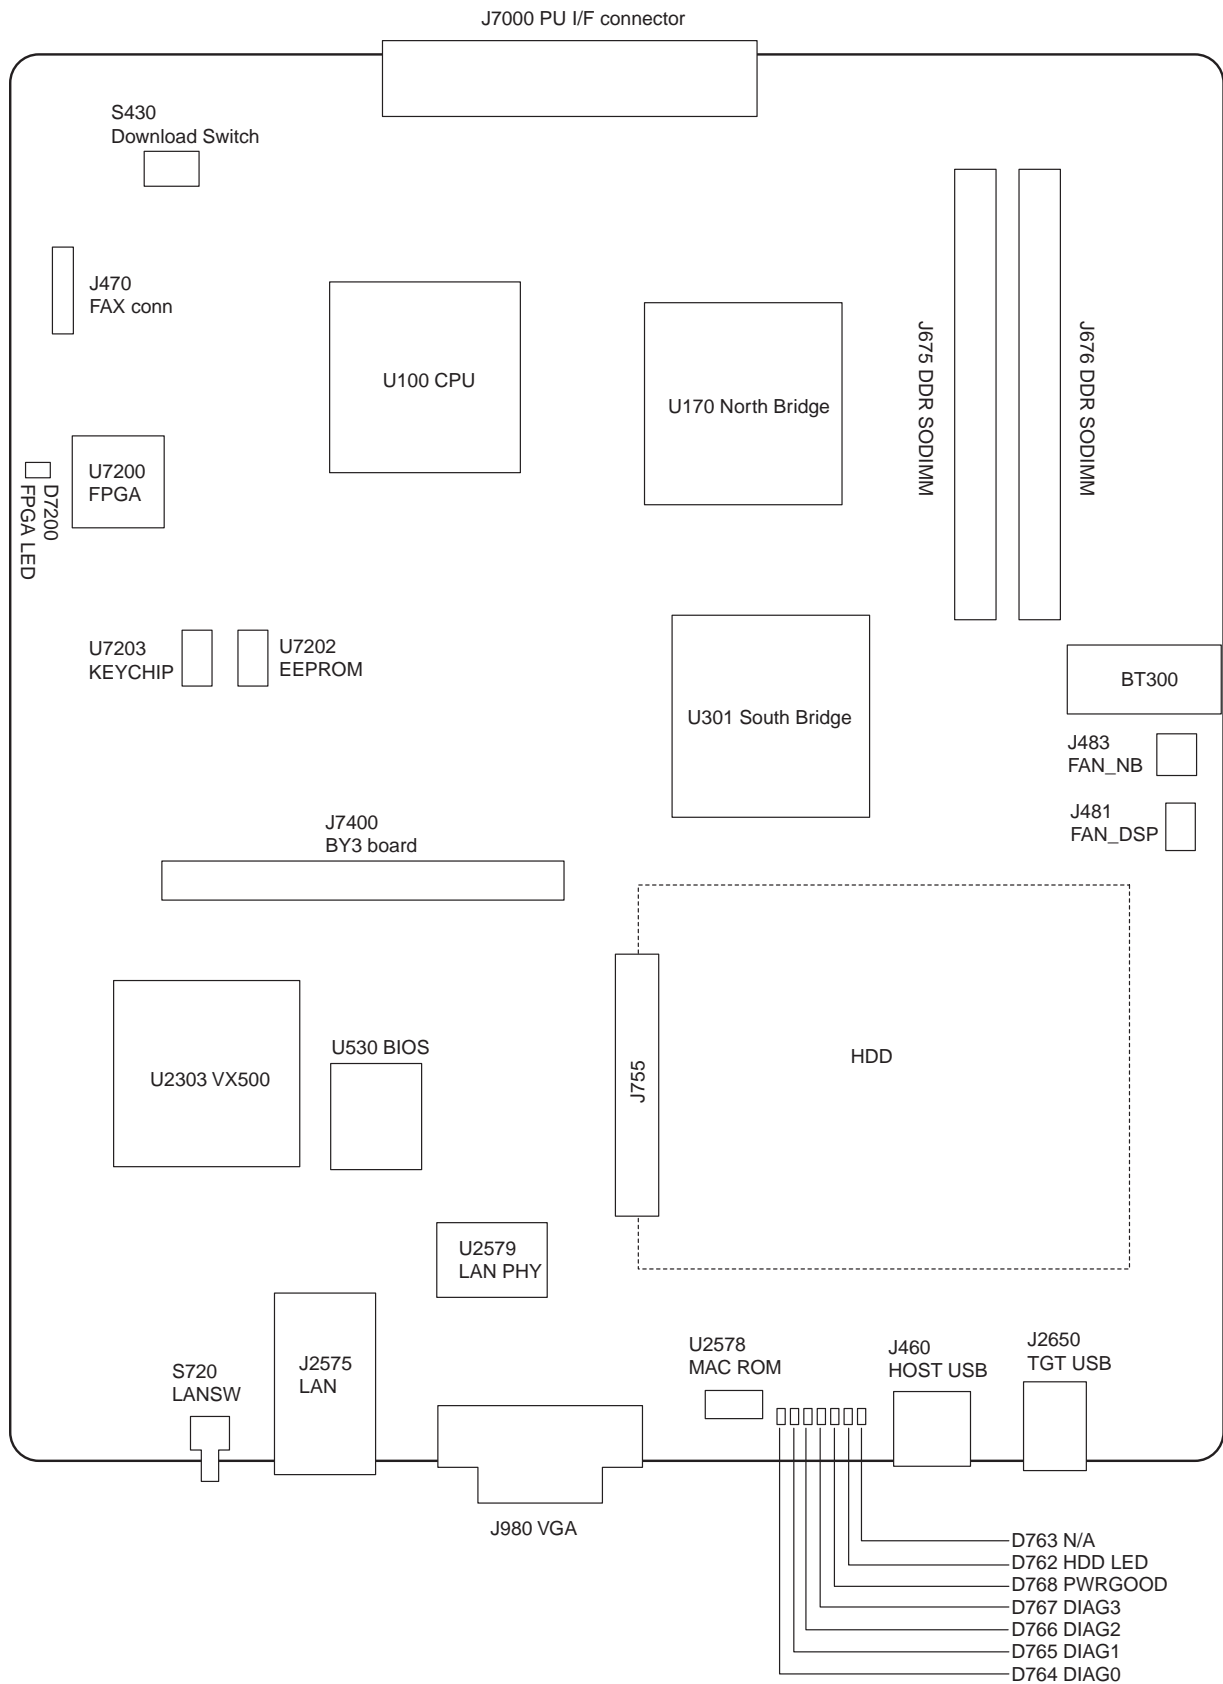 J7000 PU I/F connector
S430
Download Switch
J470
FAX conn
U100 CPU
U170 North Bridge
J675 DDR SODIMM
J676 DDR SODIMM
U7200
FPGA
D7200
FPGA LED
U7203
KEYCHIP
U7202
EEPROM
U301 South Bridge
BT300
J483
FAN_NB
J481
FAN_DSP
J7400
BY3 board
U2303 VX500
U530 BIOS
J755
HDD
U2579
LAN PHY
S720
LANSW
J2575
LAN
U2578
MAC ROM
J460
HOST USB
J2650
TGT USB
J980 VGA
D763 N/A
D762 HDD LED
D768 PWRGOOD
D767 DIAG3
D766 DIAG2
D765 DIAG1
D764 DIAG0